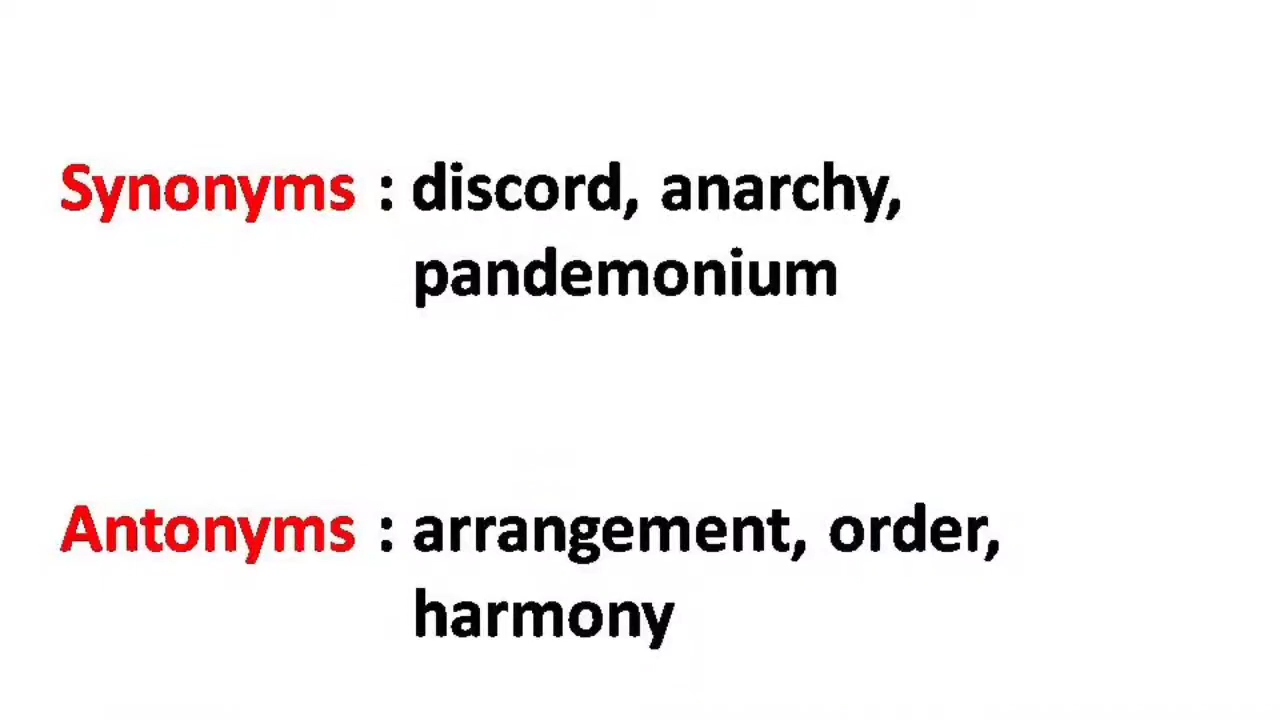 Synonyms : discord, anarchy,
pandemonium
Antonyms : arrangement, order,
harmony